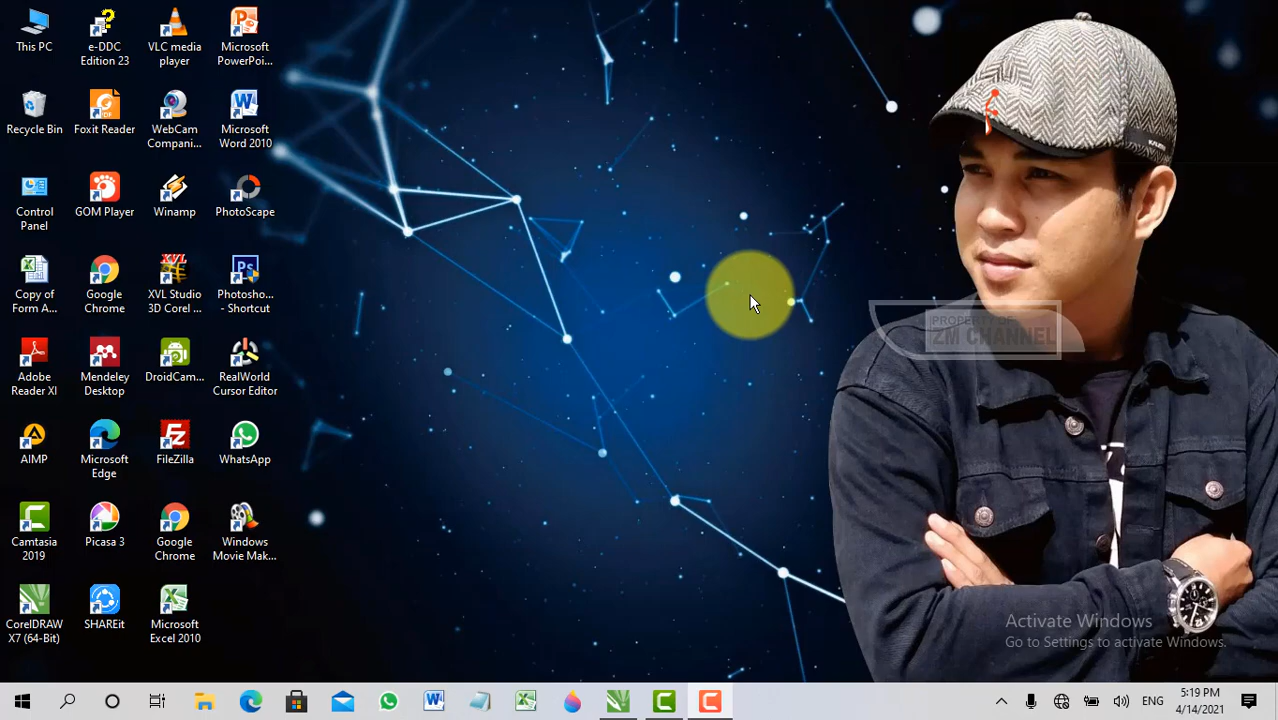 This PC
e-DDC
Edition 23
VLC media
player
Microsoft
PowerPoi...
Recycle Bin
Foxit Reader
WebCam
Compani...
Microsoft
Word 2010
Control
Panel
GOM Player
Winamp
PhotoScape
Copy of
Form A...
Google
Chrome
XVL Studio
3D Corel ...
Photosho...
- Shortcut
Adobe
Reader XI
Mendeley
Desktop
DroidCam...
RealWorld
Cursor Editor
AIMP
Microsoft
Edge
FileZilla
WhatsApp
Camtasia
2019
Picasa 3
Google
Chrome
Windows
Movie Mak...
CorelDRAW
X7 (64-Bit)
SHAREit
Microsoft
Excel 2010
PROPERTY OF
ZM CHANNEL
Activate Windows
Go to Settings to activate Windows.
ENG
5:19 PM
4/14/2021